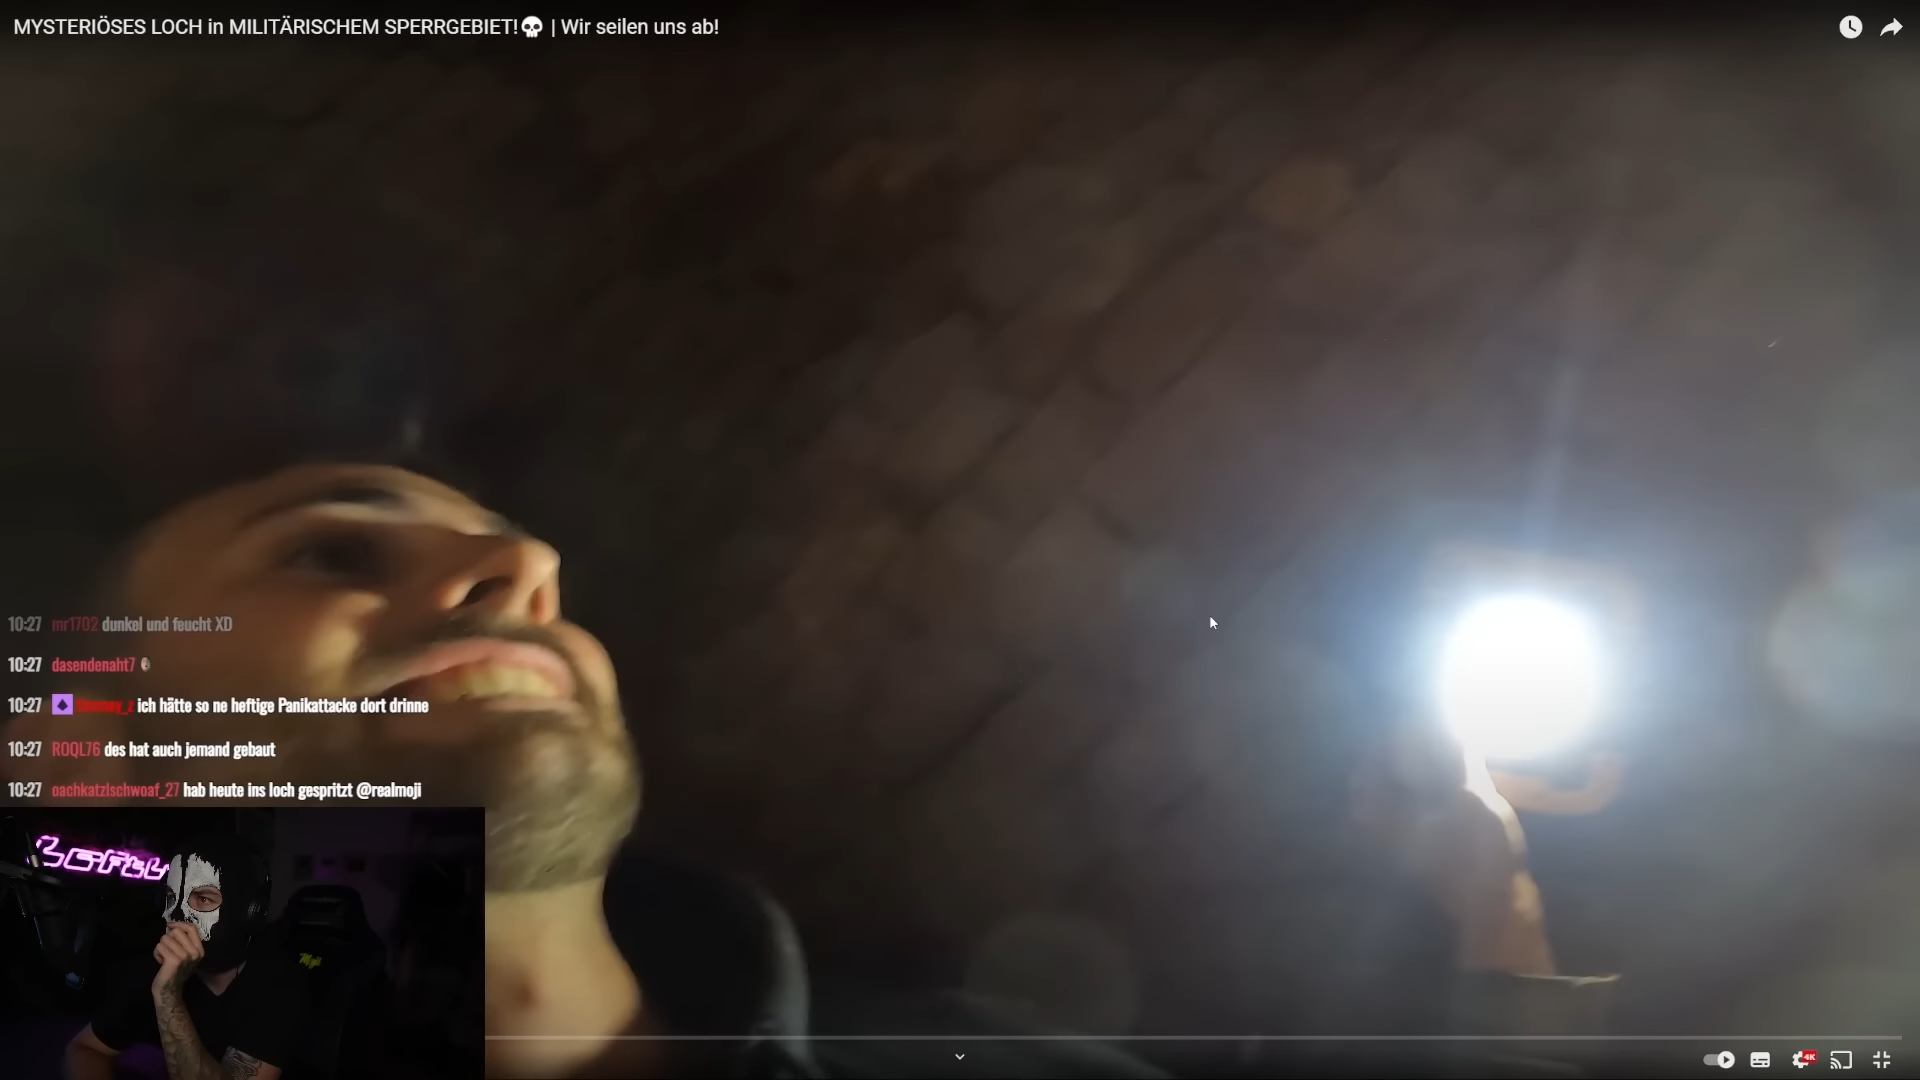 MYSTERIÖSES LOCH in MILITÄRISCHEM SPERRGEBIET!💀 | Wir seilen uns ab!
10:27 mr1702 dunkel und feucht XD
10:27 dasendenaht7
10:27 ich hätte so ne heftige Panikattacke dort drinne
10:27 ROQL76 des hat auch jemand gebaut
10:27 oachkatzlschwoaf_27 hab heute ins loch gespritzt @realmoji
4K